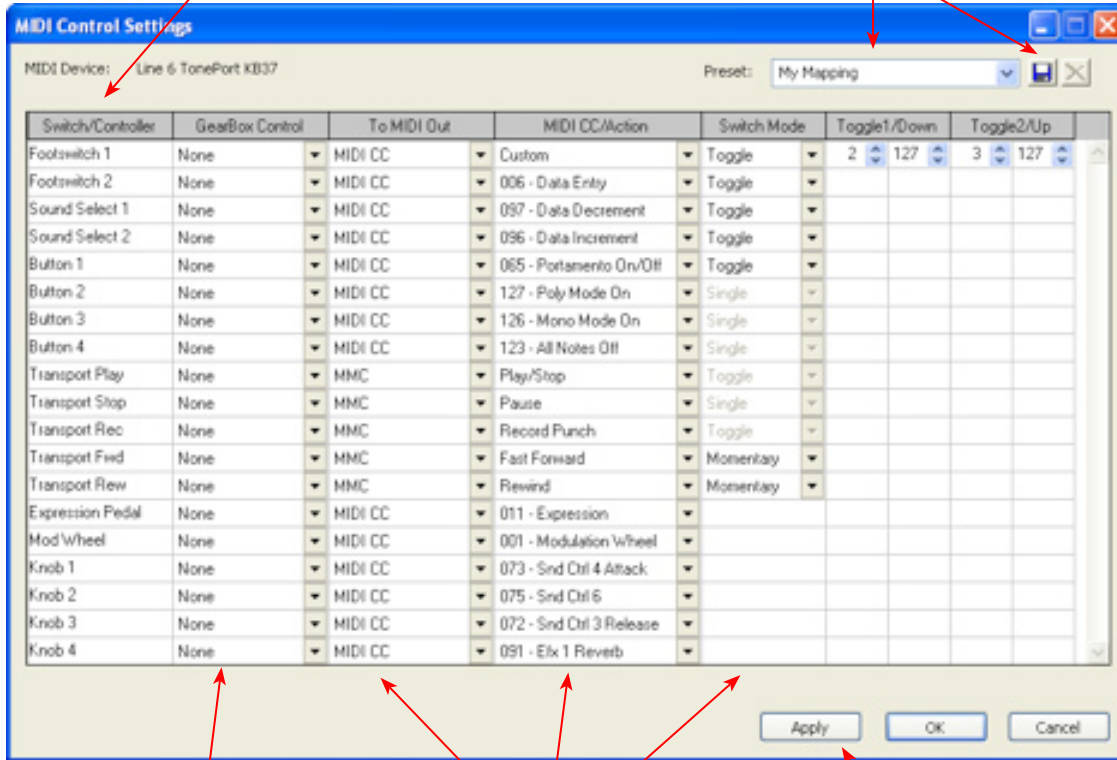 MIDI Control Settings
MIDI Device: Line 6 TonePort KB37 Preset: My Mapping
Switch/Controller GearBox Control To MIDI Out MIDI CC/Action Switch Mode Toggle1/Down Toggle2/Up
Footswitch 1 None MIDI CC Custom Toggle 2 127 3 127
Footswitch 2 None MIDI CC 006 - Data Entry Toggle
Sound Select 1 None MIDI CC 097 - Data Decrement Toggle
Sound Select 2 None MIDI CC 096 - Data Increment Toggle
Button 1 None MIDI CC 065 - Portamento On/Off Toggle
Button 2 None MIDI CC 127 - Poly Mode On Single
Button 3 None MIDI CC 126 - Mono Mode On Single
Button 4 None MIDI CC 123 - All Notes Off Single
Transport Play None MMC Play/Stop Toggle
Transport Stop None MMC Pause Single
Transport Rec None MMC Record Punch Toggle
Transport Fwd None MMC Fast Forward Momentary
Transport Rew None MMC Rewind Momentary
Expression Pedal None MIDI CC 011 - Expression
Mod Wheel None MIDI CC 001 - Modulation Wheel
Knob 1 None MIDI CC 073 - Snd Ctrl 4 Attack
Knob 2 None MIDI CC 075 - Snd Ctrl 6
Knob 3 None MIDI CC 072 - Snd Ctrl 3 Release
Knob 4 None MIDI CC 091 - Efx 1 Reverb
Apply OK Cancel